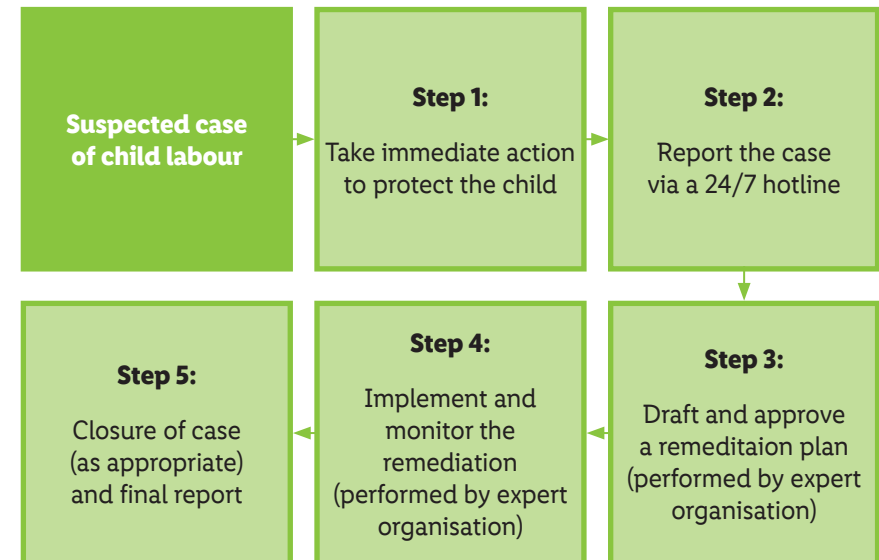 Suspected case
of child labour
Step 1:
Take immediate action
to protect the child
Step 2:
Report the case
via a 24/7 hotline
Step 3:
Draft and approve
a remeditaion plan
(performed by expert
organisation)
Step 4:
Implement and
monitor the
remediation
(performed by expert
organisation)
Step 5:
Closure of case
(as appropriate)
and final report